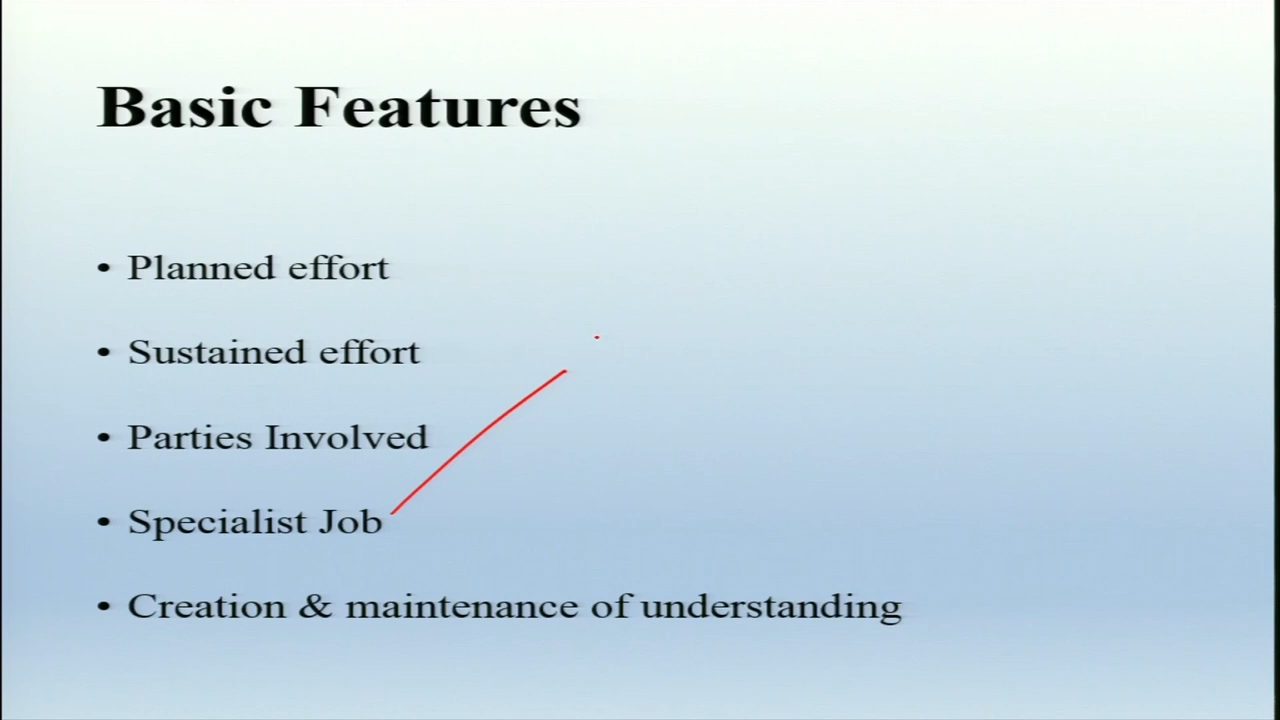 Basic Features
• Planned effort
• Sustained effort
• Parties Involved
• Specialist Job
• Creation & maintenance of understanding